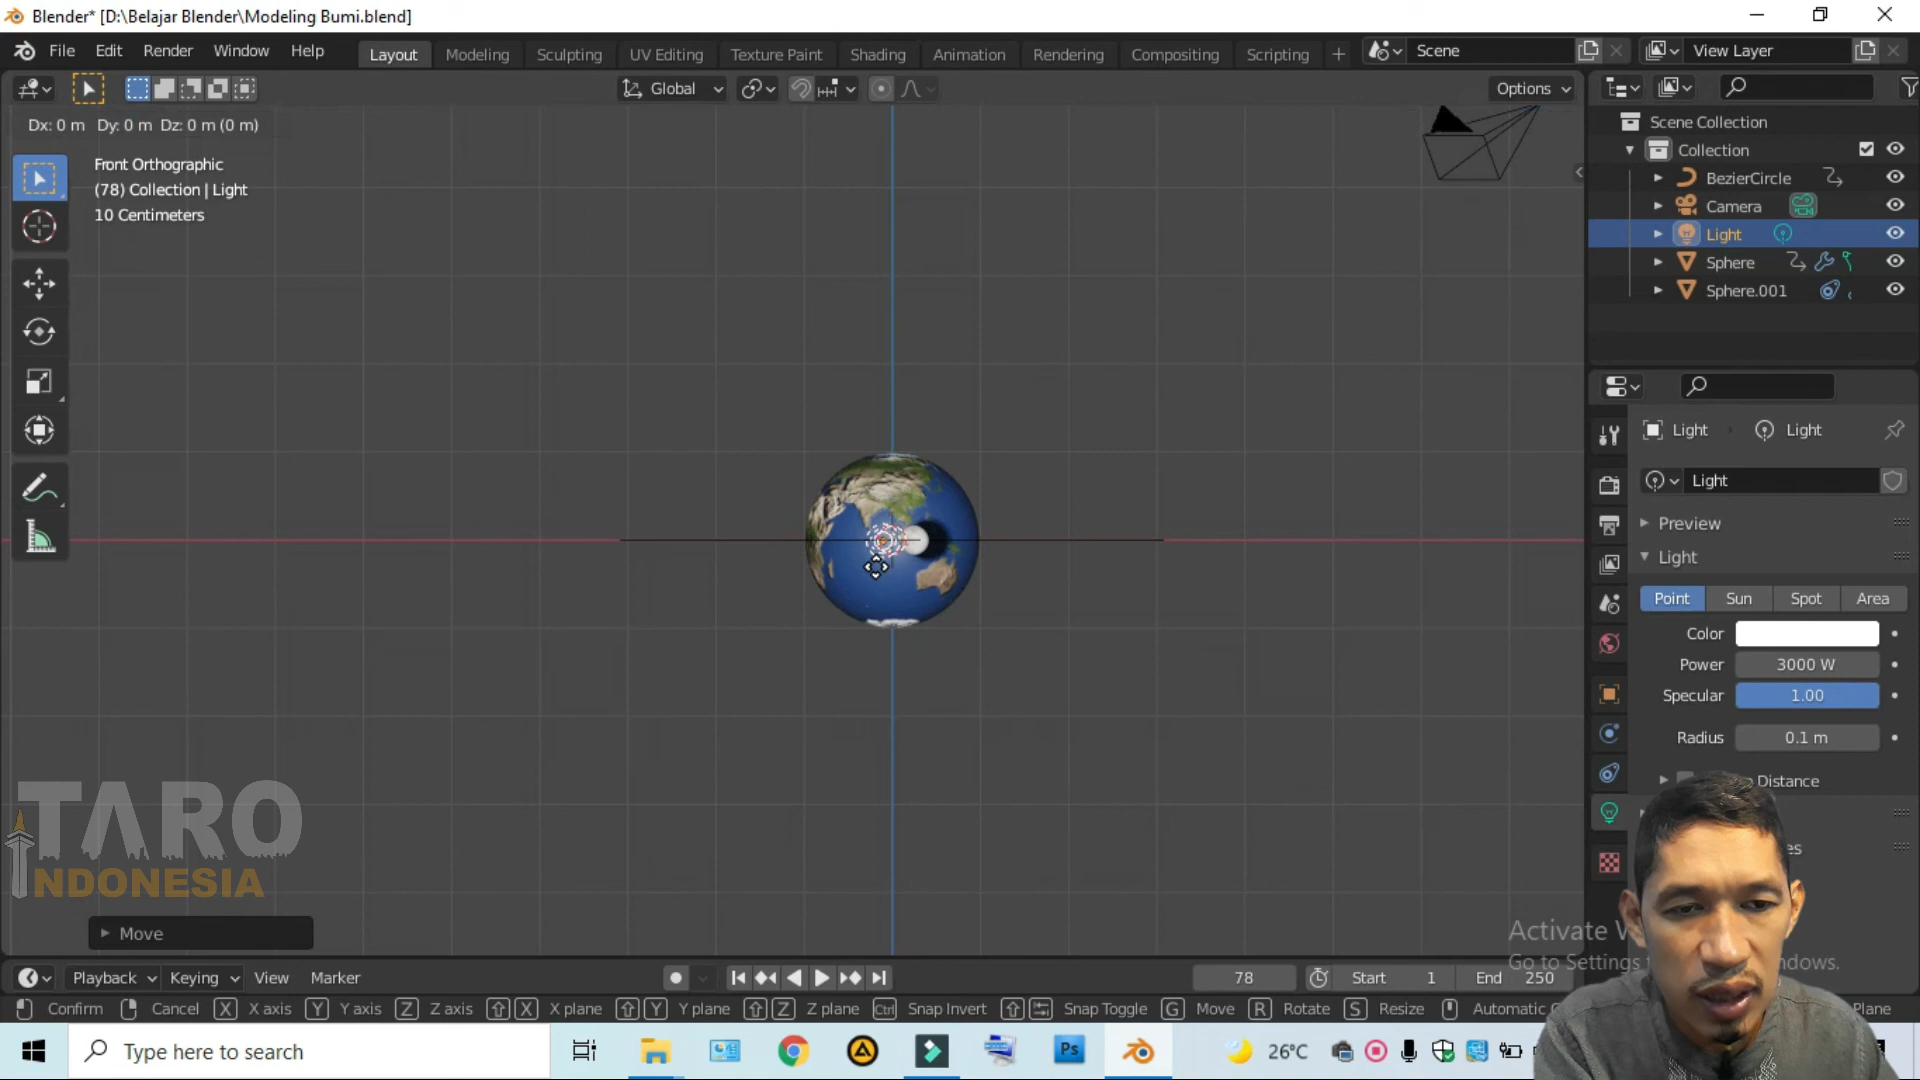 Blender* [D:\Belajar Blender\Modeling Bumi.blend]
File Edit Render Window Help
Layout Modeling Sculpting UV Editing Texture Paint Shading Animation Rendering Compositing Scripting +
Scene View Layer
Global Options
Dx: 0 m Dy: 0 m Dz: 0 m (0 m)
Front Orthographic
(78) Collection | Light
10 Centimeters
Scene Collection
Collection
BezierCircle
Camera
Light
Sphere
Sphere.001
Light Light
Light
Preview
Light
Point Sun Spot Area
Color
Power 3000 W
Specular 1.00
Radius 0.1 m
Distance
TARO
INDONESIA
Move
Activate
Go to Settings
Playback Keying View Marker
78 Start 1 End 250
Confirm Cancel X X axis Y Y axis Z Z axis X X plane Y Y plane Z Z plane Ctrl Snap Invert Snap Toggle G Move R Rotate S Resize Automatic Plane
Type here to search
Ps
26°C